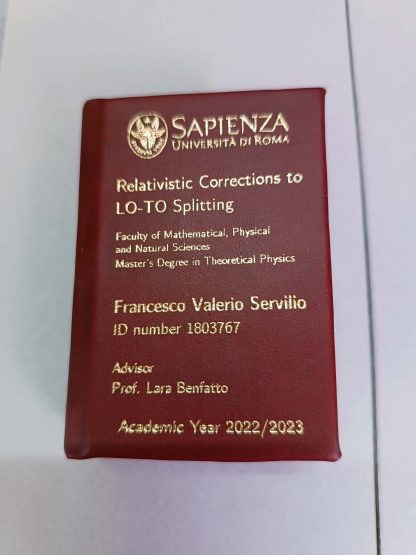 SAPIENZA
UNIVERSITÀ DI ROMA
Relativistic Corrections to
LO-TO Splitting
Faculty of Mathematical, Physical
and Natural Sciences
Master's Degree in Theoretical Physics
Francesco Valerio Servilio
ID number 1803767
Advisor
Prof. Lara Benfatto
Academic Year 2022/2023